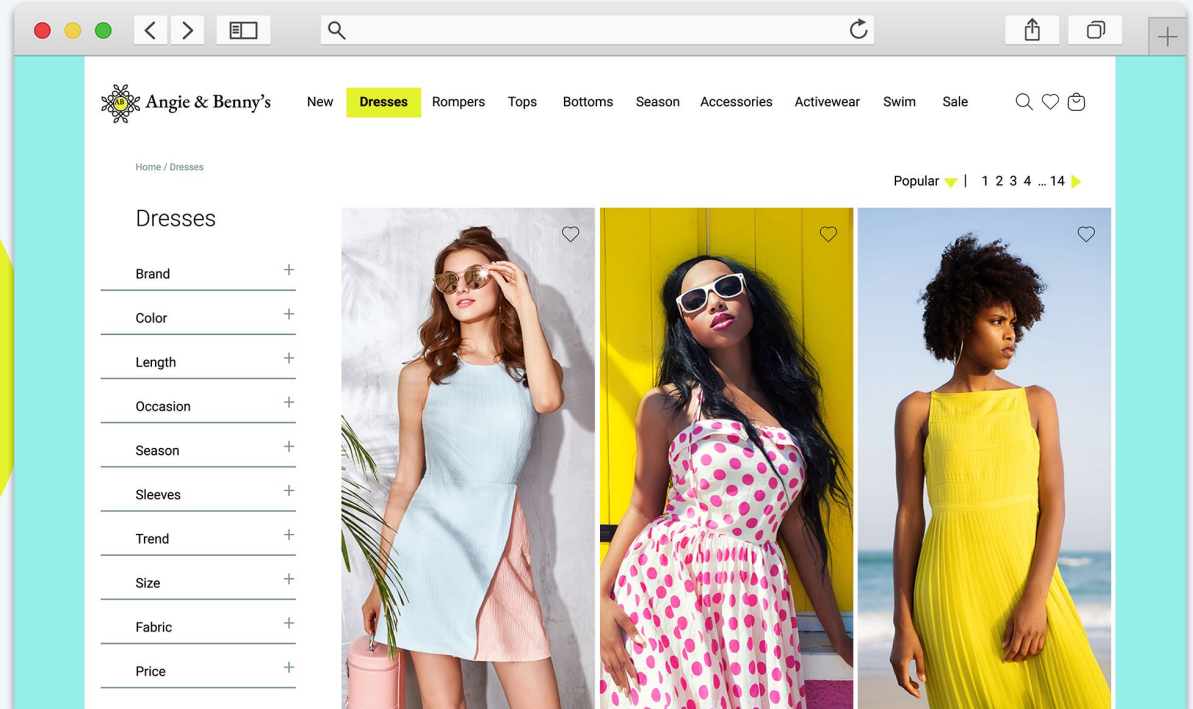 AB Angie & Benny's New Dresses Rompers Tops Bottoms Season Accessories Activewear Swim Sale
Home / Dresses
Popular | 1 2 3 4 ... 14
Dresses
Brand +
Color +
Length +
Occasion +
Season +
Sleeves +
Trend +
Size +
Fabric +
Price +